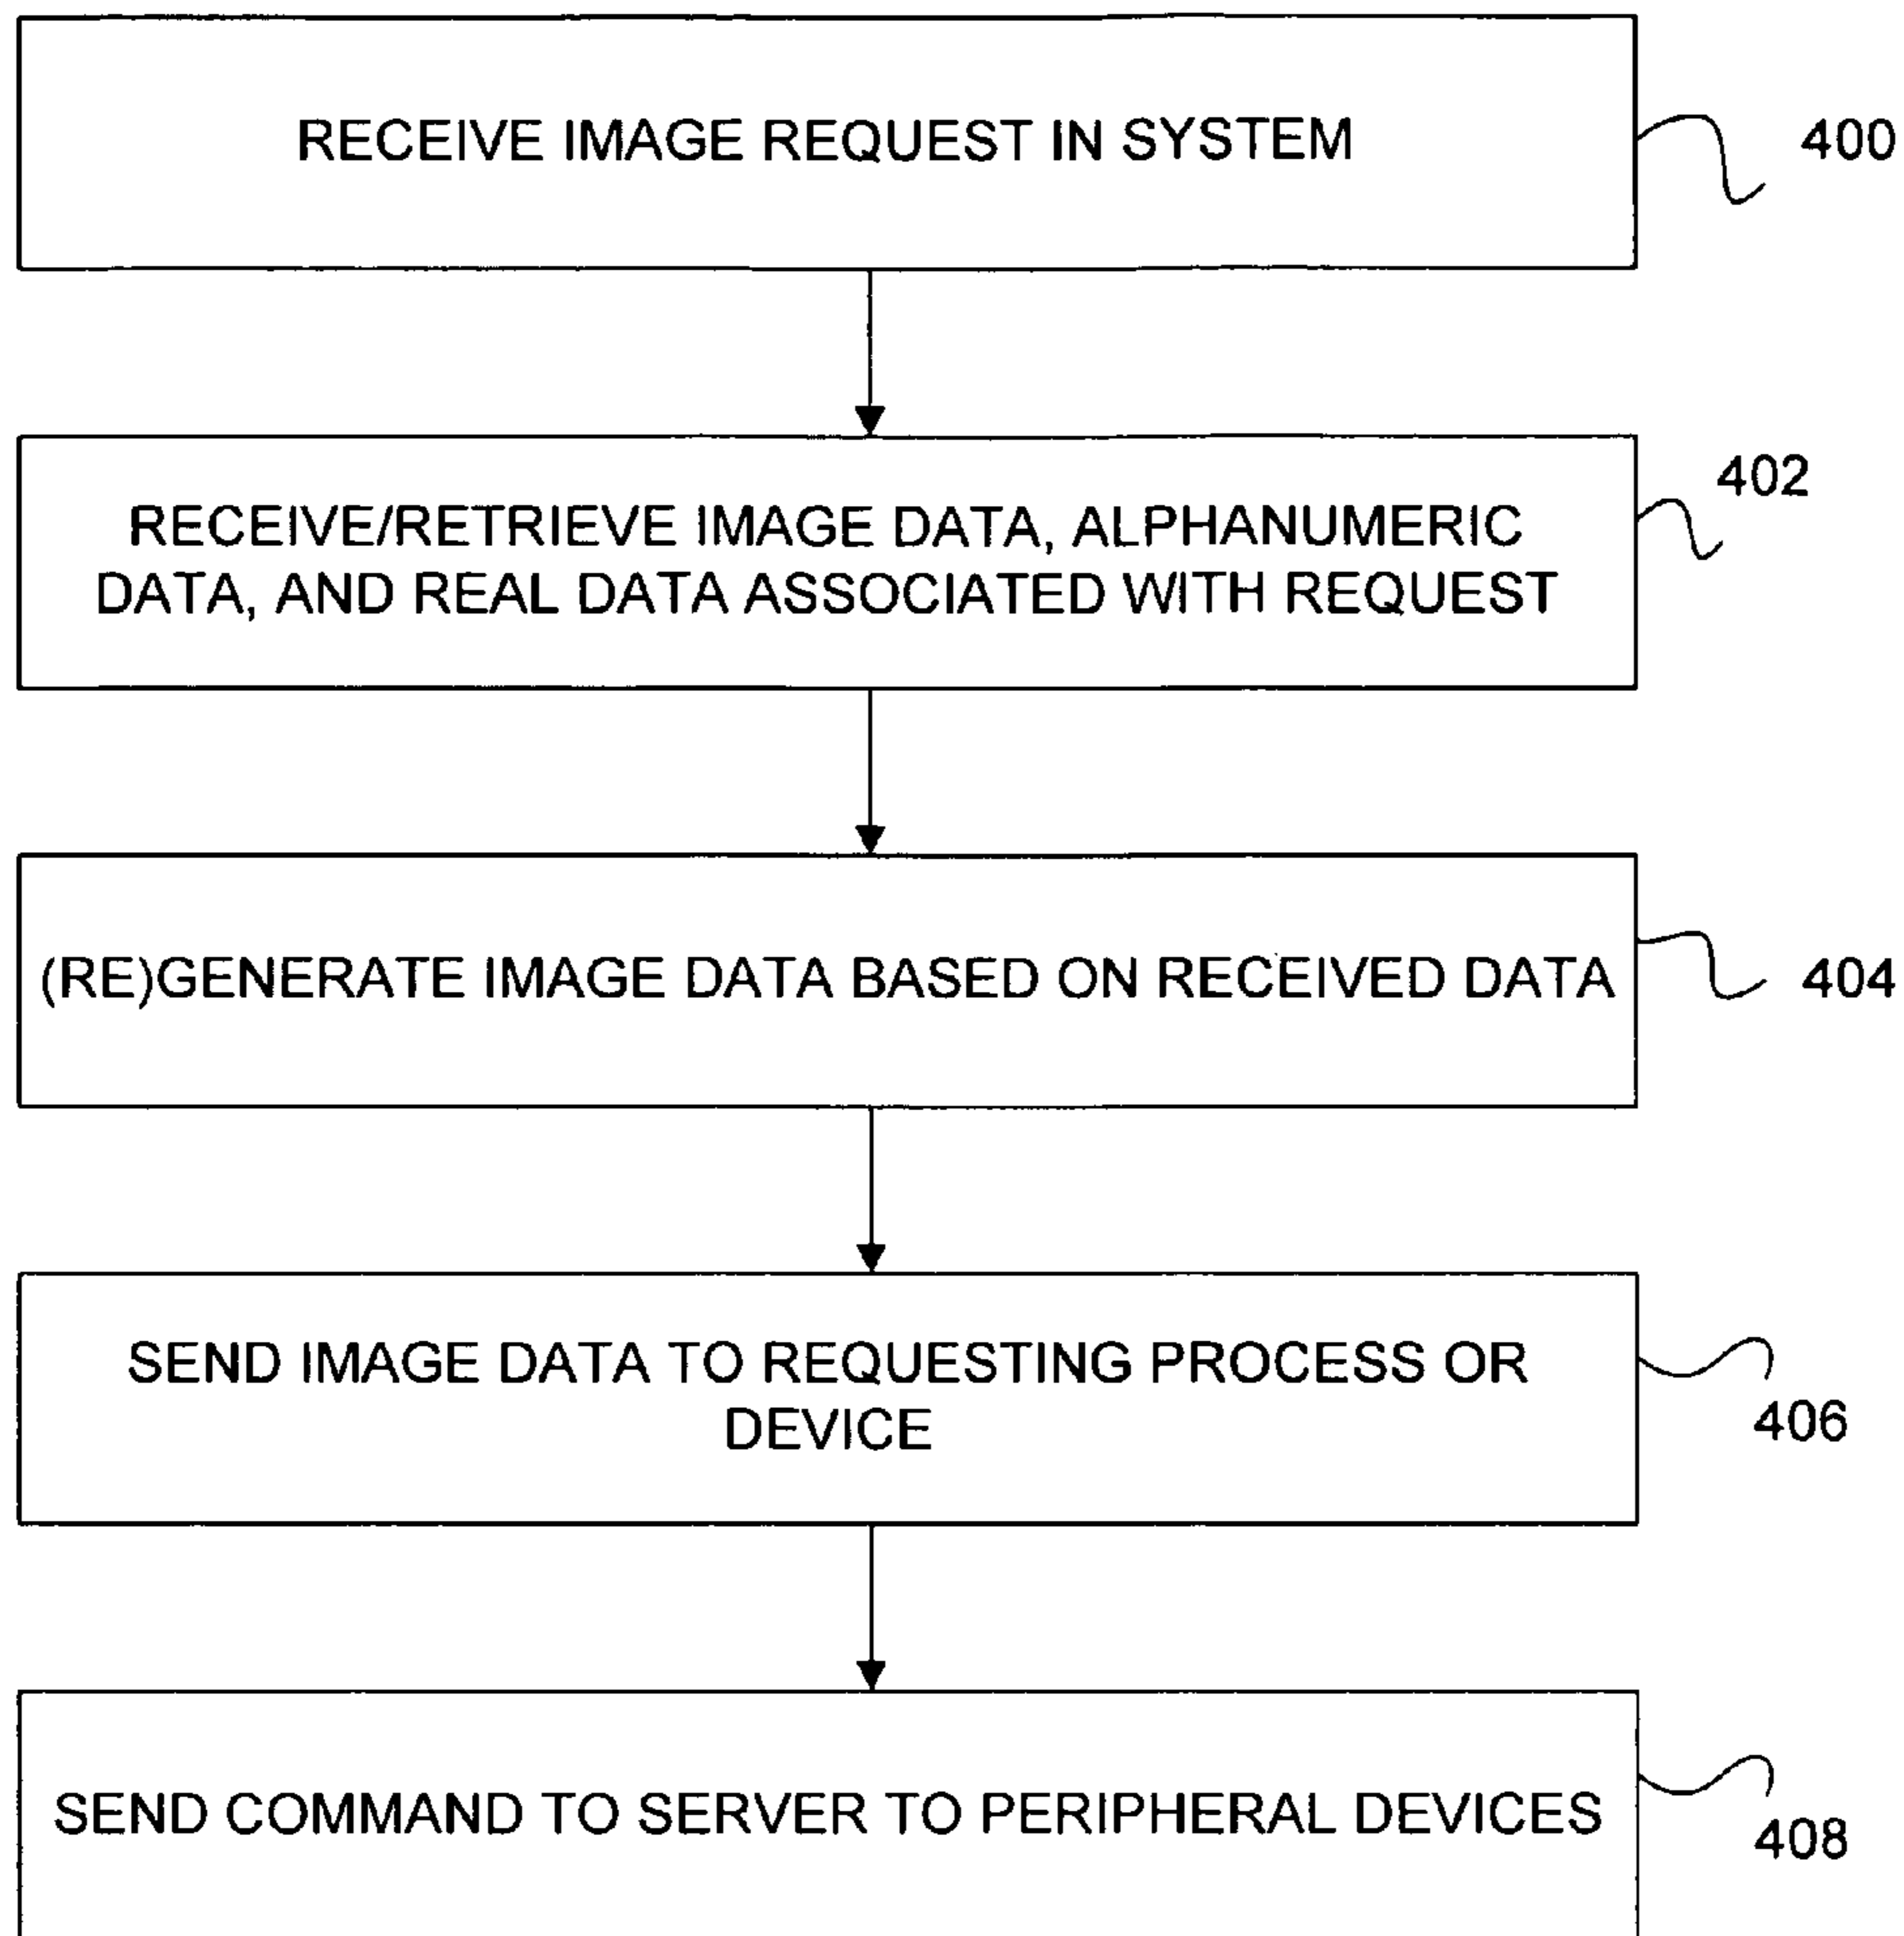 RECEIVE IMAGE REQUEST IN SYSTEM
400
402
RECEIVE/RETRIEVE IMAGE DATA, ALPHANUMERIC
DATA, AND REAL DATA ASSOCIATED WITH REQUEST
(RE)GENERATE IMAGE DATA BASED ON RECEIVED DATA
404
SEND IMAGE DATA TO REQUESTING PROCESS OR
DEVICE
406
SEND COMMAND TO SERVER TO PERIPHERAL DEVICES
408